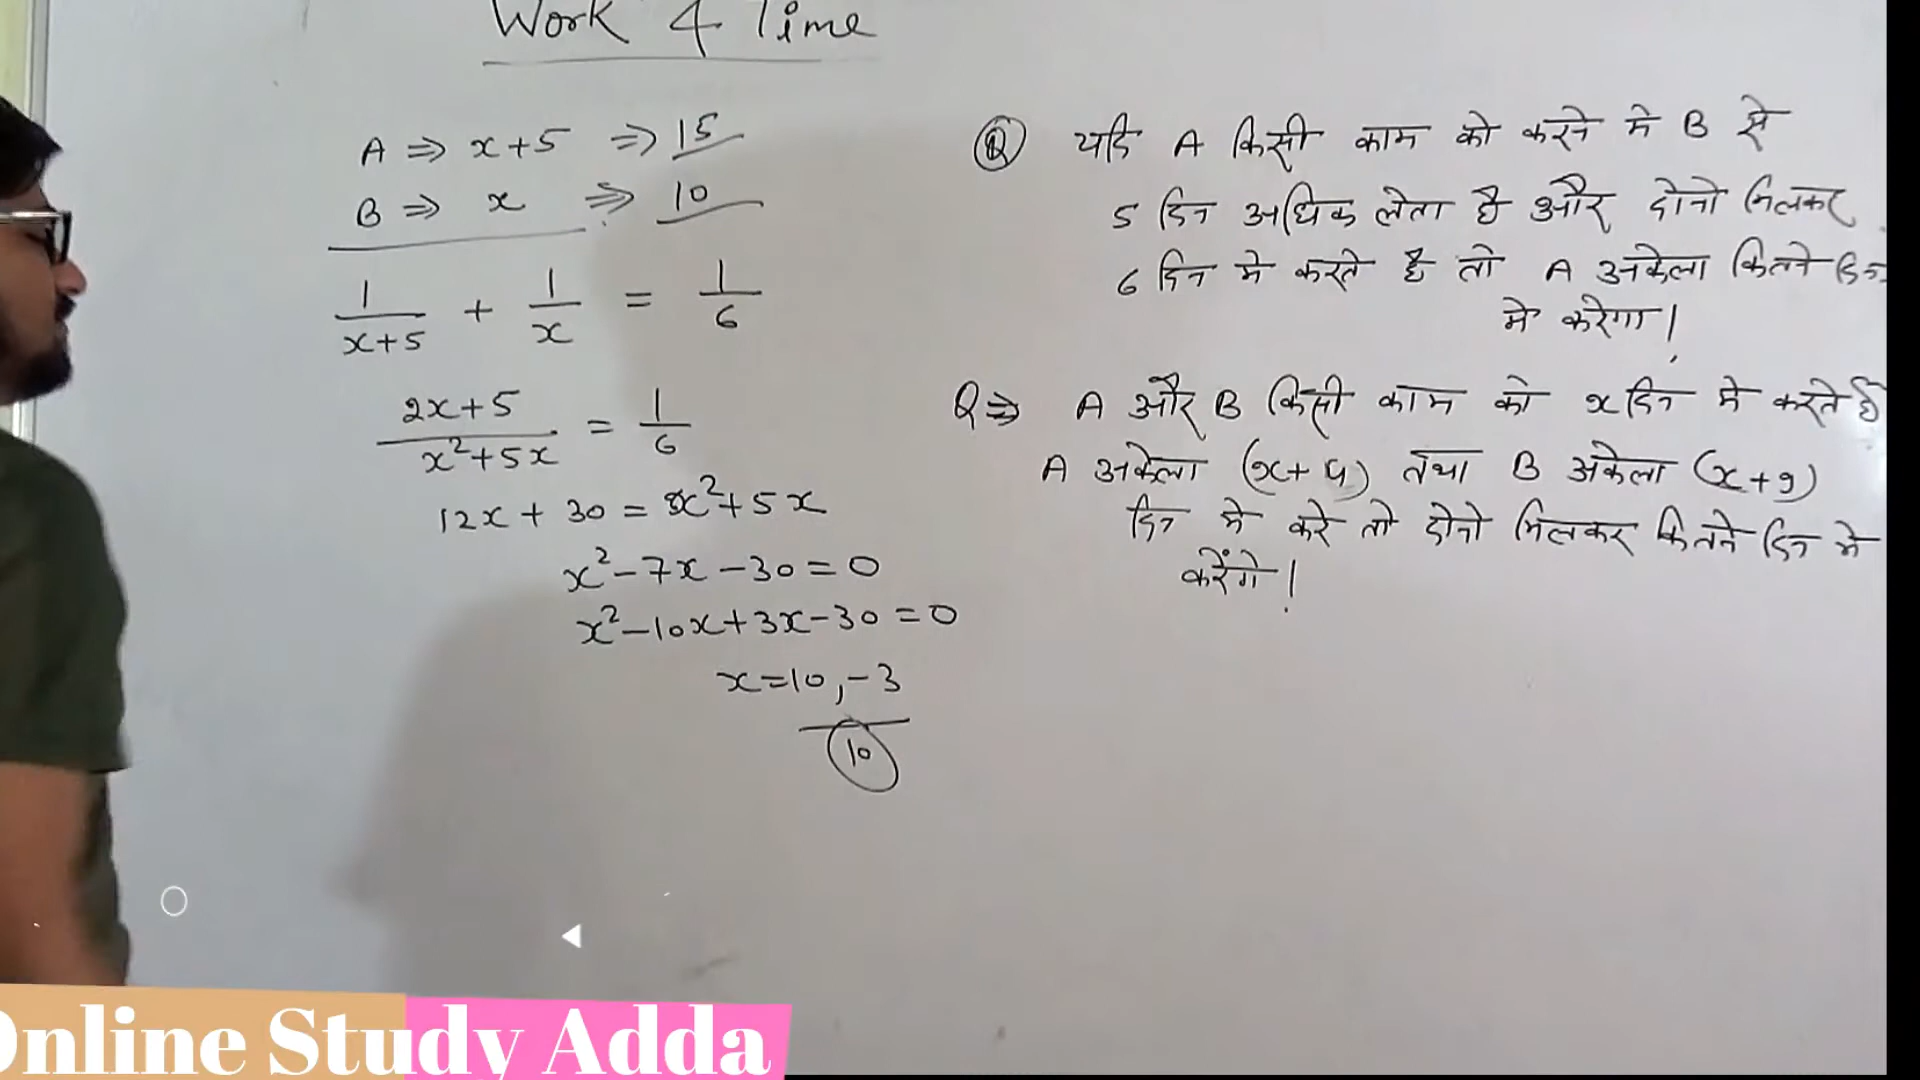 Work & Time
A ⇒ x+5 ⇒ 15
B ⇒ x ⇒ 10
1/(x+5) + 1/x = 1/6
(2x+5)/(x²+5x) = 1/6
12x + 30 = x²+5x
x²-7x-30=0
x²-10x+3x-30=0
x=10,-3
10
Q यदि A किसी काम को करने मे B से
5 दिन अधिक लेता है और दोनो मिलकर
6 दिन मे करते है तो A अकेला कितने दिन
मे करेगा।
Q⇒ A और B किसी काम को x दिन मे करते है
A अकेला (x+4) तथा B अकेला (x+9)
दिन मे करे तो दोनो मिलकर कितने दिन मे
करेंगे।
Online Study Adda